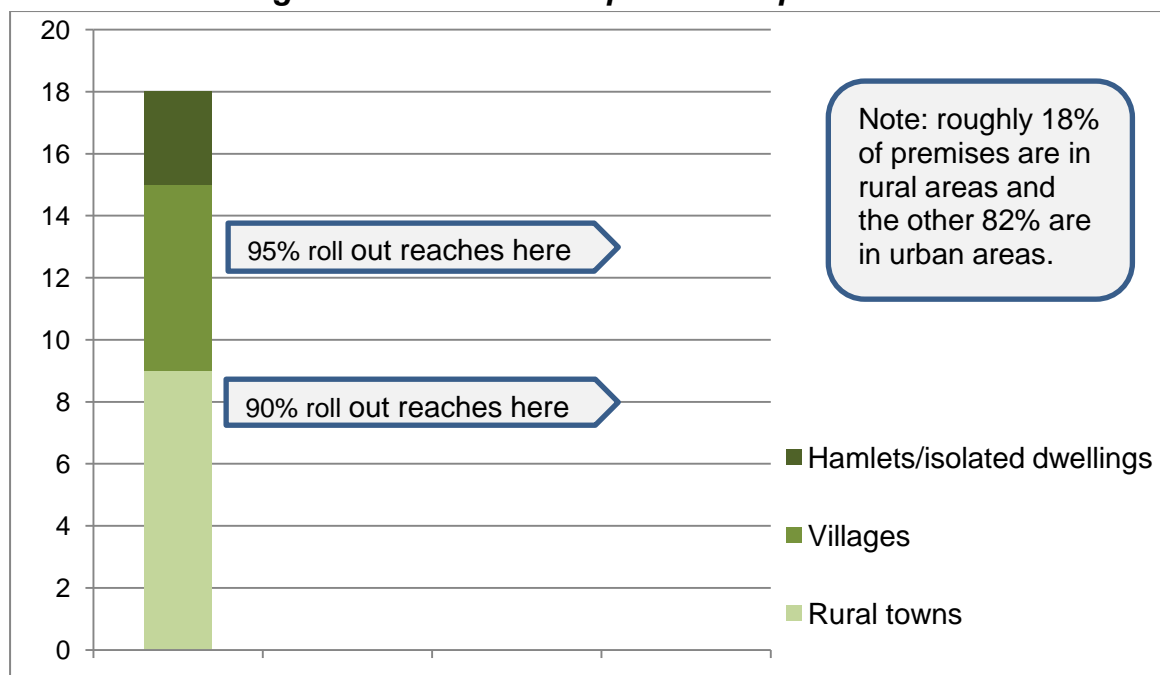 20
18
16
14
12
10
8
6
4
2
0
95% roll out reaches here
90% roll out reaches here
Note: roughly 18%
of premises are in
rural areas and
the other 82% are
in urban areas.
Hamlets/isolated dwellings
Villages
Rural towns